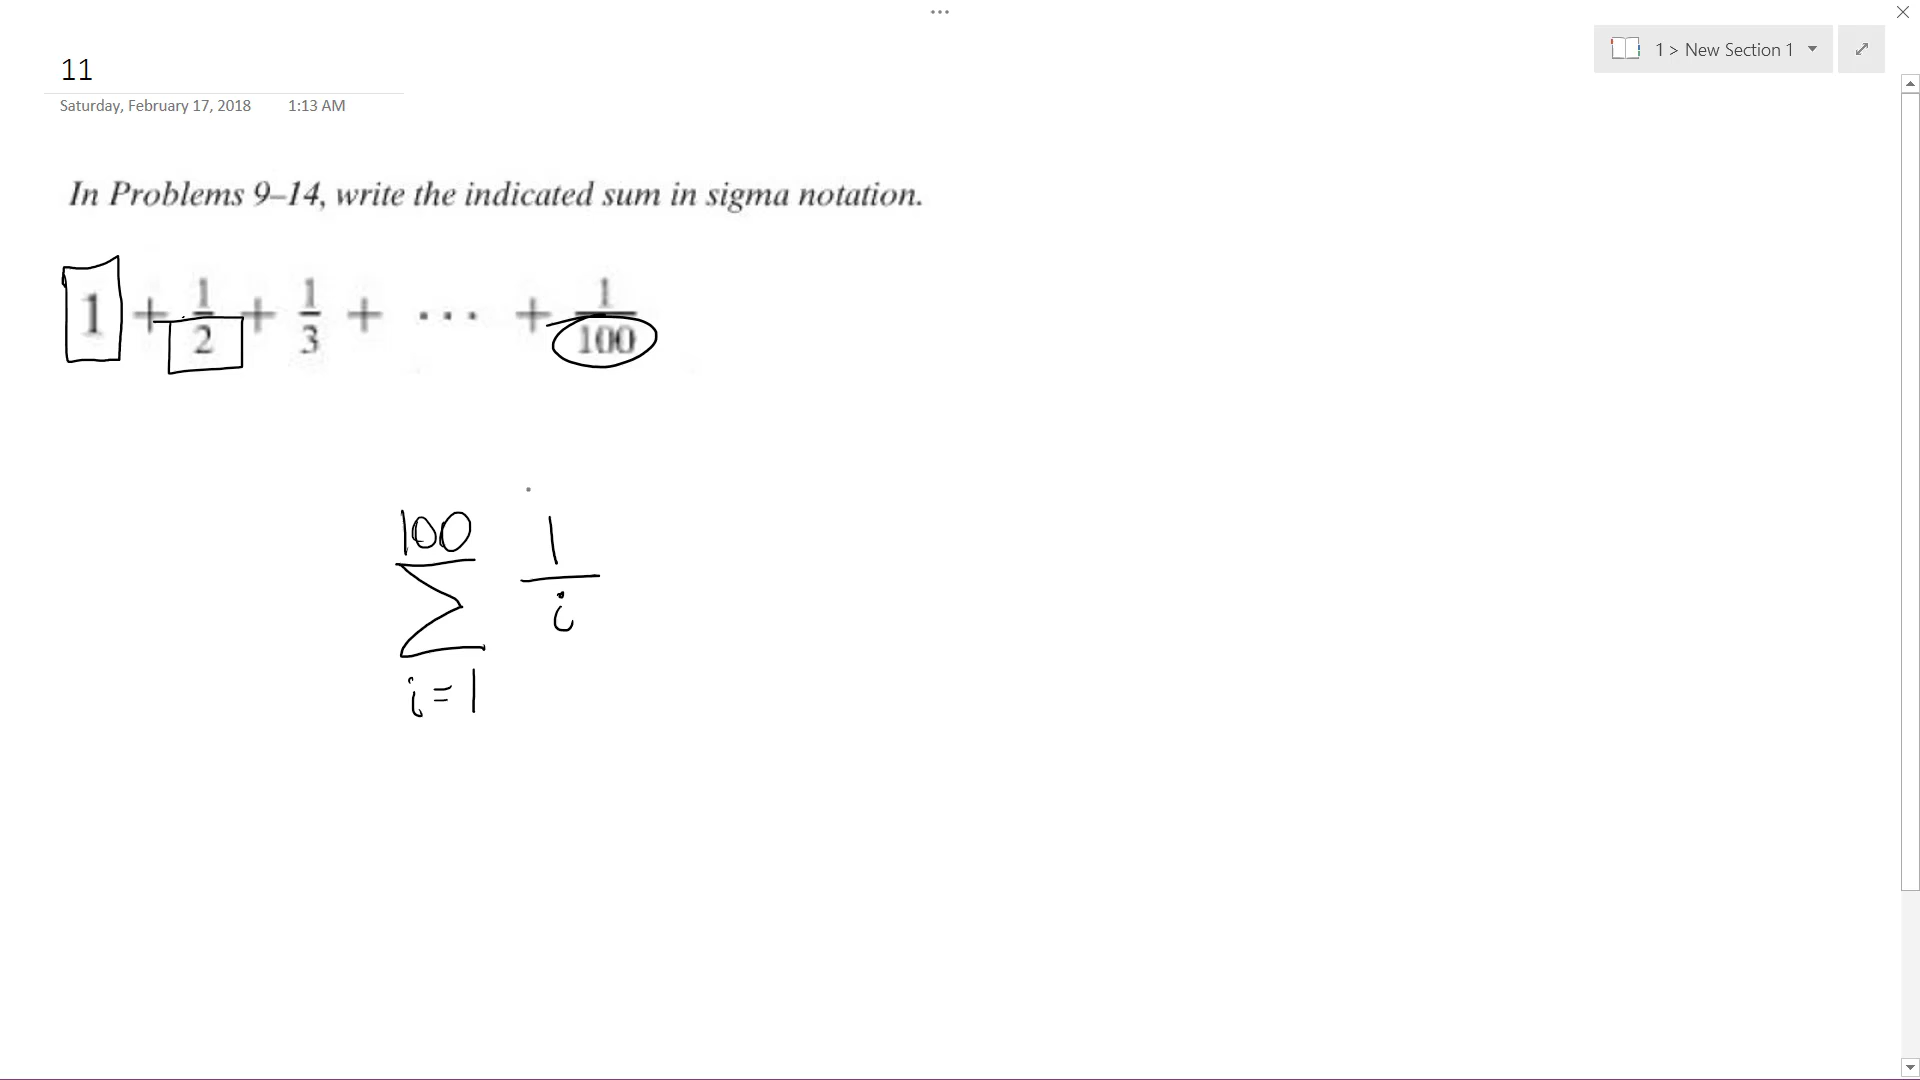 1 > New Section 1
11
Saturday, February 17, 2018 1:13 AM
In Problems 9–14, write the indicated sum in sigma notation.
1 + 1/2 + 1/3 + ··· + 1/100
100
∑ 1/i
i=1